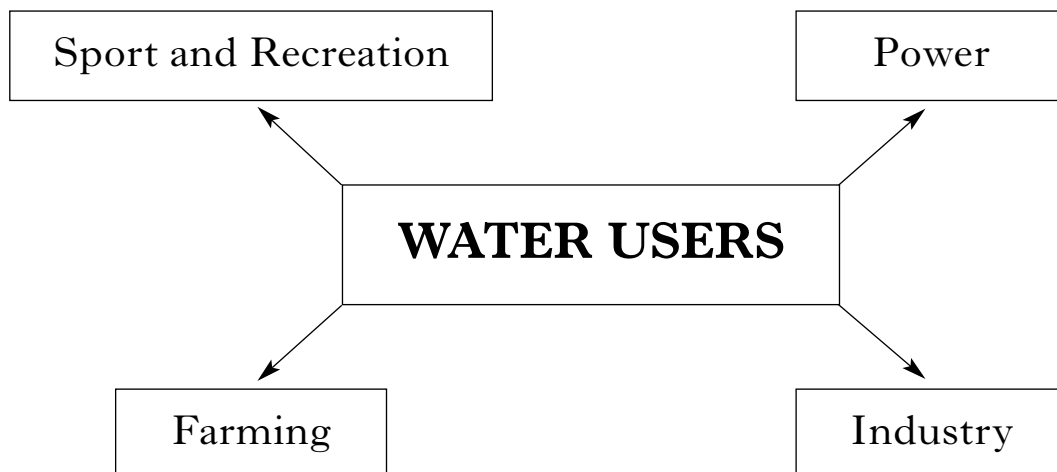 Sport and Recreation
Power
WATER USERS
Farming
Industry